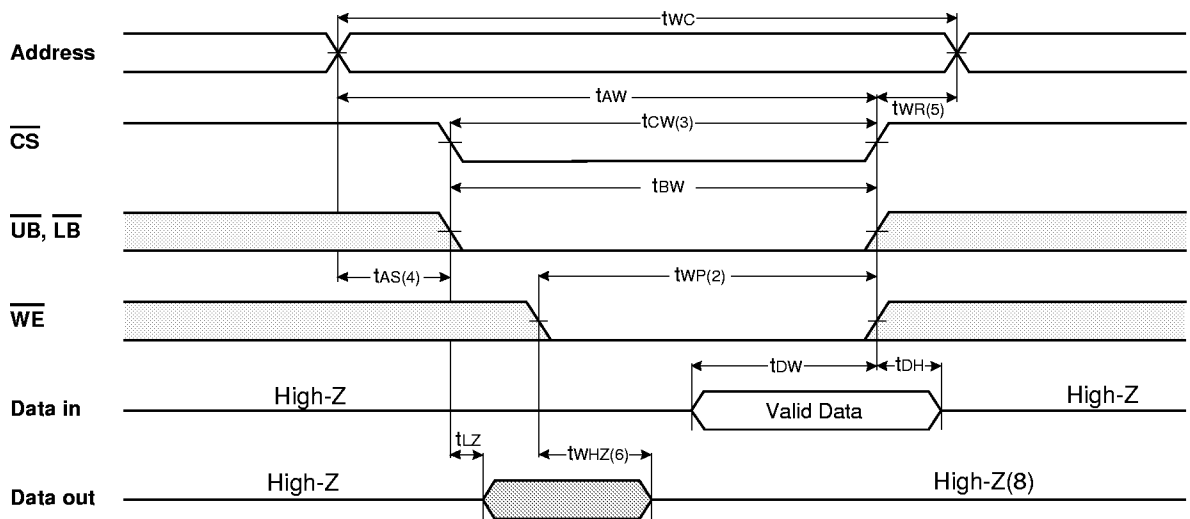 tWC
Address
tAW
tWR(5)
tCW(3)
CS
tBW
UB, LB
tAS(4)
tWP(2)
WE
tDW
tDH
High-Z
High-Z
Data in
Valid Data
tLZ
tWHZ(6)
High-Z
High-Z(8)
Data out